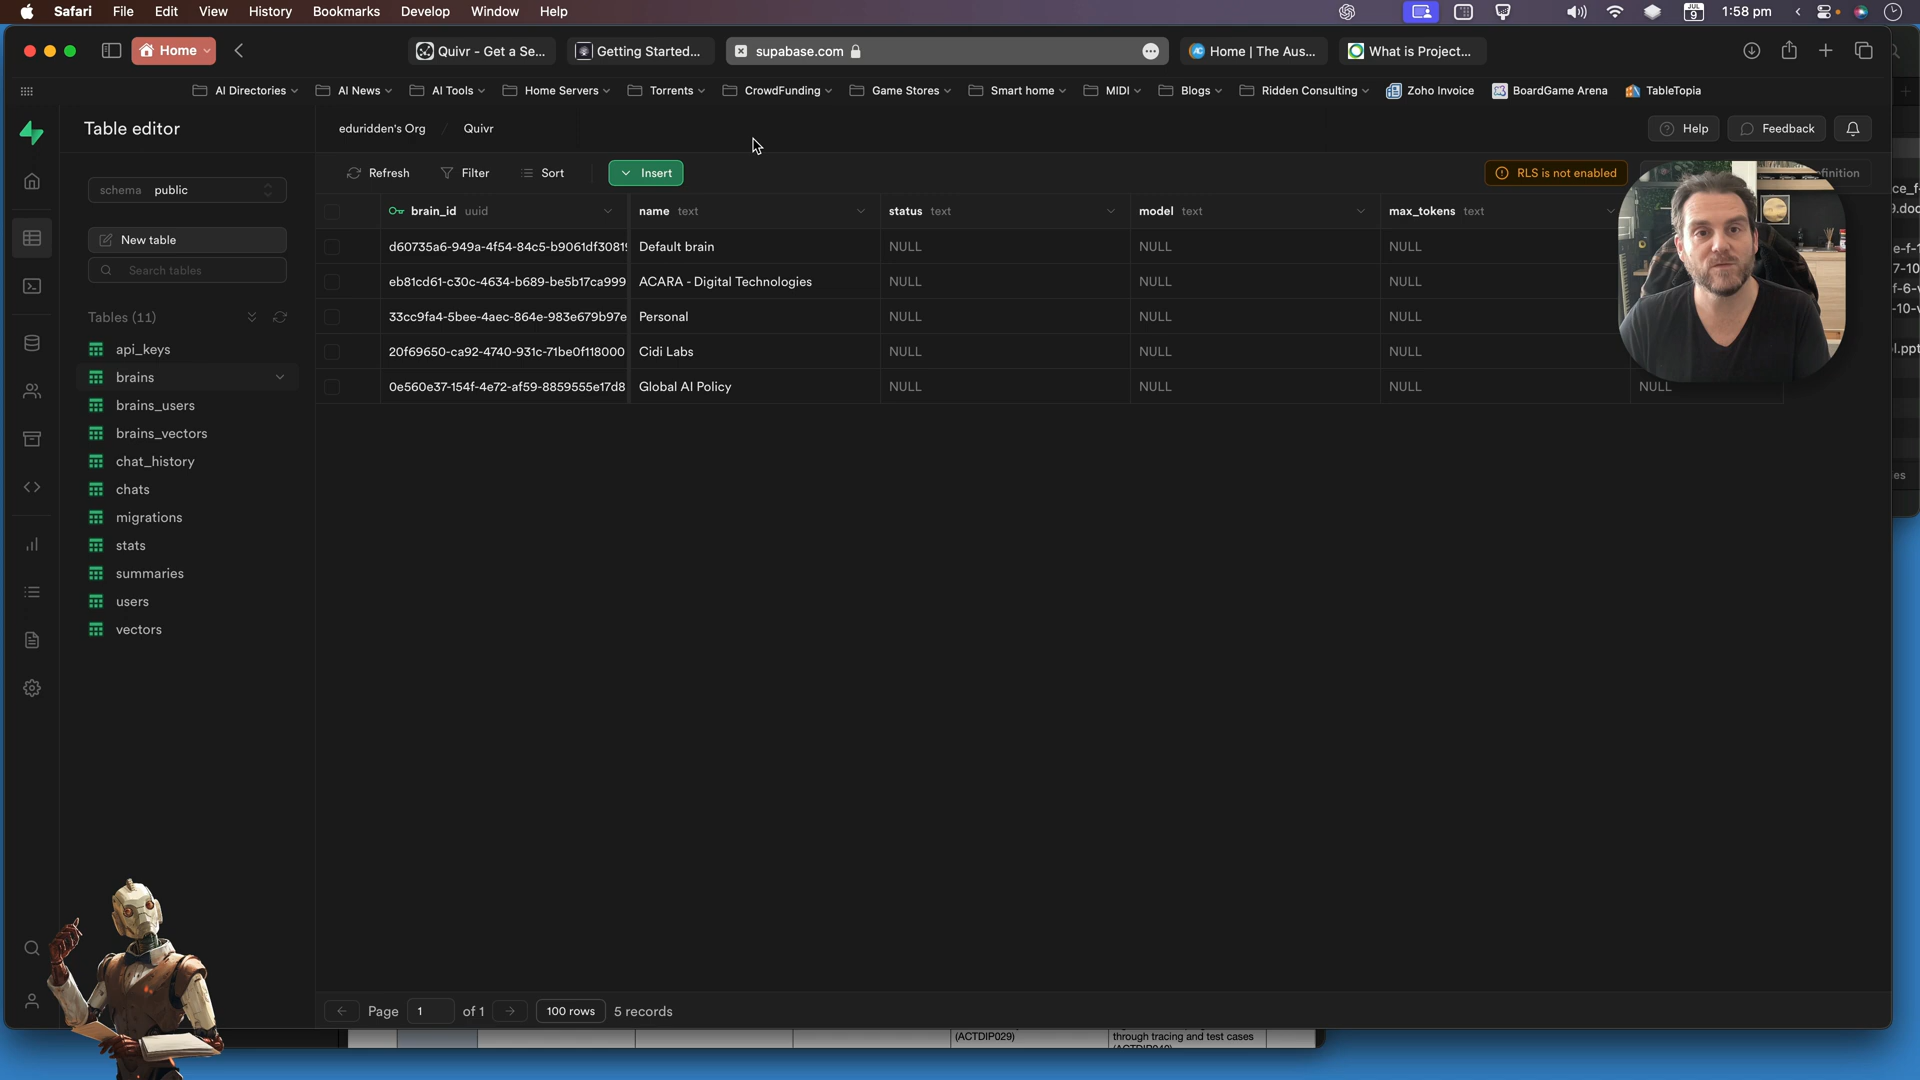 Safari File Edit View History Bookmarks Develop Window Help JUL 9 1:58 pm
Home Quivr - Get a Se... Getting Started... supabase.com Home | The Aus... What is Project...
AI Directories AI News AI Tools Home Servers Torrents CrowdFunding Game Stores Smart home MIDI Blogs Ridden Consulting Zoho Invoice BoardGame Arena TableTopia
Table editor eduridden's Org / Quivr Help Feedback
Refresh Filter Sort Insert RLS is not enabled finition
schema public
New table
Search tables
Tables (11)
api_keys
brains
brains_users
brains_vectors
chat_history
chats
migrations
stats
summaries
users
vectors
brain_id uuid name text status text model text max_tokens text
d60735a6-949a-4f54-84c5-b9061df3081 Default brain NULL NULL NULL
eb81cd61-c30c-4634-b689-be5b17ca999 ACARA - Digital Technologies NULL NULL NULL
33cc9fa4-5bee-4aec-864e-983e679b97e Personal NULL NULL NULL
20f69650-ca92-4740-931c-71be0f118000 Cidi Labs NULL NULL NULL
0e560e37-154f-4e72-af59-8859555e17d8 Global AI Policy NULL NULL NULL NULL
Page 1 of 1 100 rows 5 records
(ACTDIP029) through tracing and test cases